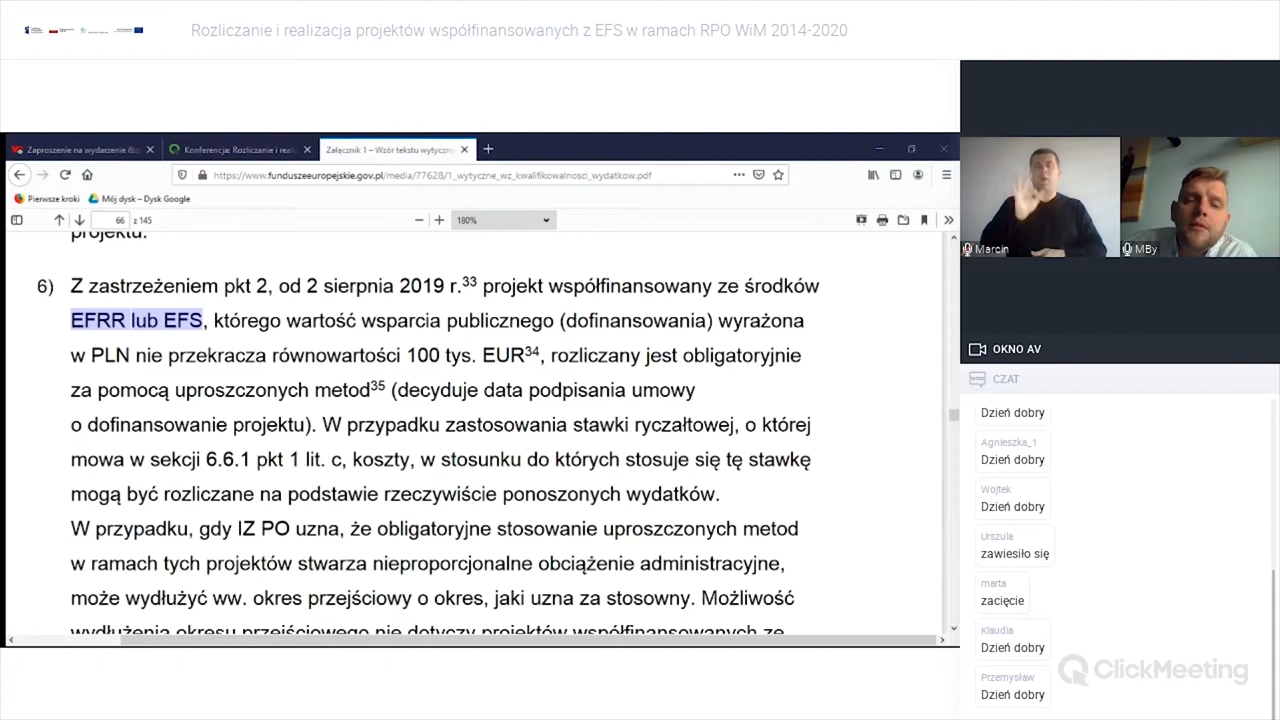 Rozliczanie i realizacja projektów współfinansowanych z EFS w ramach RPO WiM 2014-2020
Zaproszenie na wydarzenie
Konferencja: Rozliczanie i reali
Załącznik 1 – Wzór tekstu wytyczn
https://www.funduszeeuropejskie.gov.pl/media/77628/1_wytyczne_wz_kwalifikowalnosci_wydatkow.pdf
Pierwsze kroki
Mój dysk – Dysk Google
66 z 145
180%
projektu.
6) Z zastrzeżeniem pkt 2, od 2 sierpnia 2019 r.33 projekt współfinansowany ze środków
EFRR lub EFS, którego wartość wsparcia publicznego (dofinansowania) wyrażona
w PLN nie przekracza równowartości 100 tys. EUR34, rozliczany jest obligatoryjnie
za pomocą uproszczonych metod35 (decyduje data podpisania umowy
o dofinansowanie projektu). W przypadku zastosowania stawki ryczałtowej, o której
mowa w sekcji 6.6.1 pkt 1 lit. c, koszty, w stosunku do których stosuje się tę stawkę
mogą być rozliczane na podstawie rzeczywiście ponoszonych wydatków.
W przypadku, gdy IZ PO uzna, że obligatoryjne stosowanie uproszczonych metod
w ramach tych projektów stwarza nieproporcjonalne obciążenie administracyjne,
może wydłużyć ww. okres przejściowy o okres, jaki uzna za stosowny. Możliwość
wydłużenia okresu przejściowego nie dotyczy projektów współfinansowanych ze
Marcin
MBy
OKNO AV
CZAT
Dzień dobry
Agnieszka_1
Dzień dobry
Wojtek
Dzień dobry
Urszula
zawiesiło się
marta
zacięcie
Klaudia
Dzień dobry
Przemysław
Dzień dobry
ClickMeeting